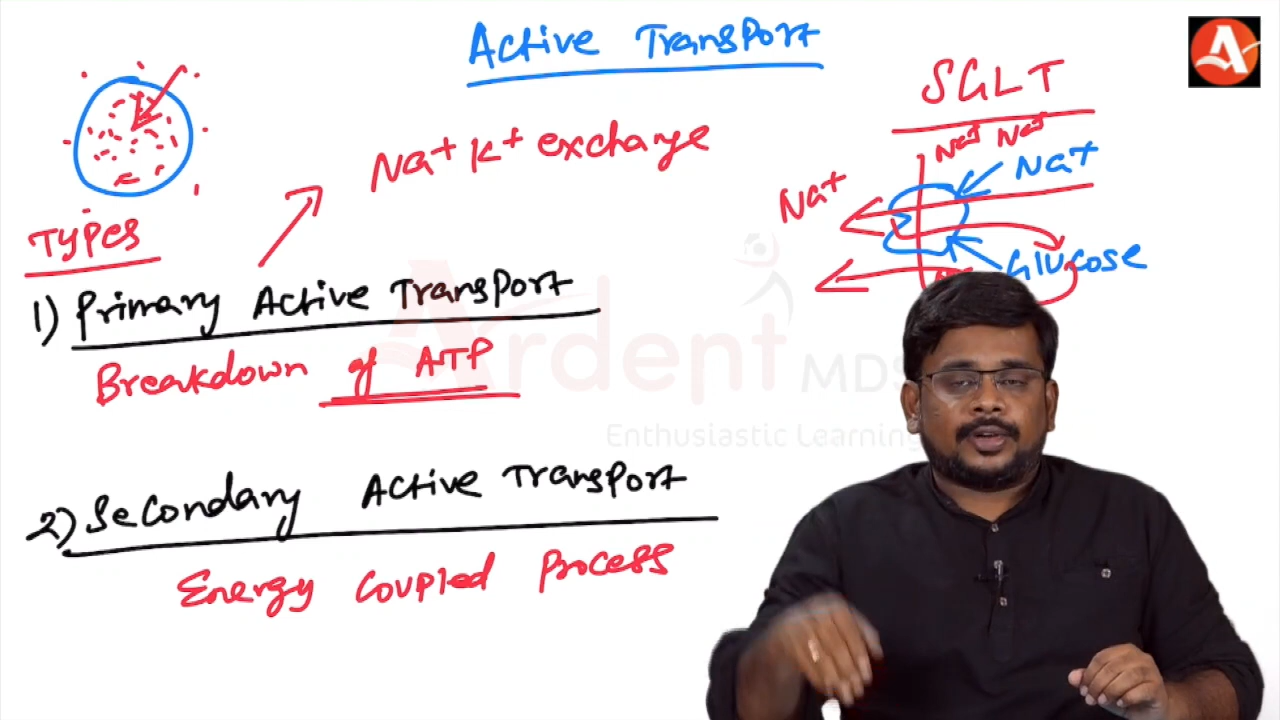 Active Transport
SGLT
Na+ Na+
Na+
Na+
Glucose
Na+ K+ exchange
Types
1) Primary Active Transport
Breakdown of ATP
Ardent MDS
Enthusiastic Learning
2) Secondary Active Transport
Energy Coupled Process